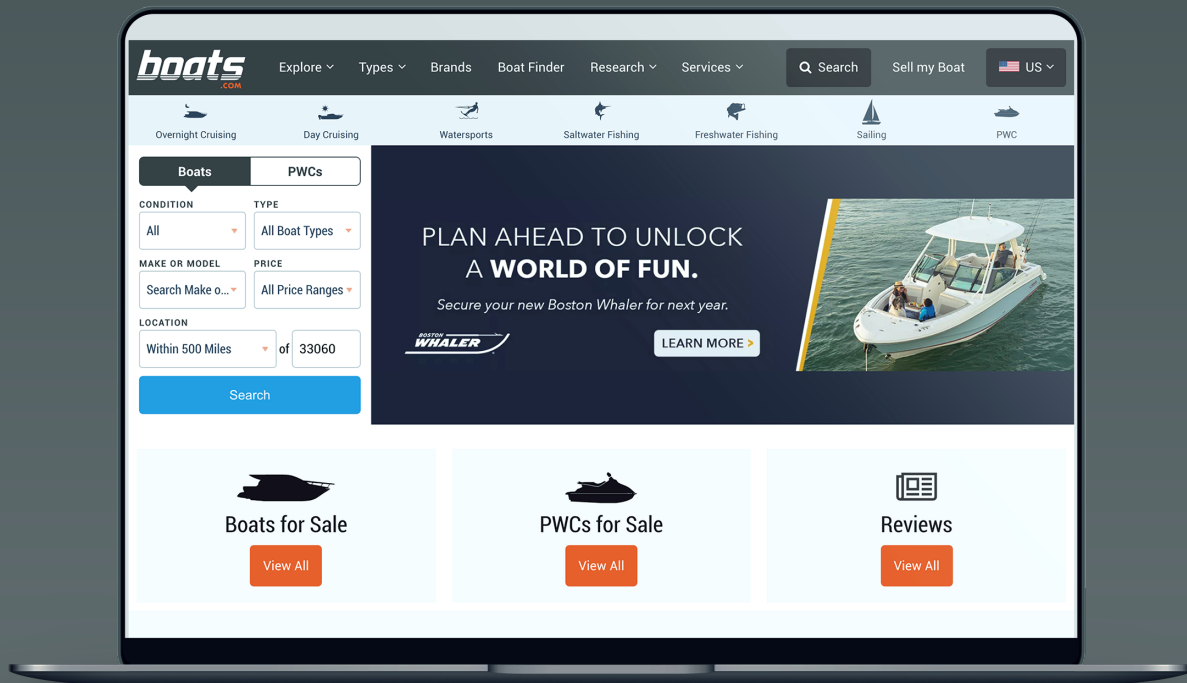 boats
.COM
Explore
Types
Brands
Boat Finder
Research
Services
Search
Sell my Boat
US
Overnight Cruising
Day Cruising
Watersports
Saltwater Fishing
Freshwater Fishing
Sailing
PWC
Boats
PWCs
CONDITION
TYPE
All
All Boat Types
MAKE OR MODEL
PRICE
Search Make o...
All Price Ranges
LOCATION
Within 500 Miles of 33060
Search
PLAN AHEAD TO UNLOCK
A WORLD OF FUN.
Secure your new Boston Whaler for next year.
BOSTON
WHALER
LEARN MORE >
Boats for Sale
View All
PWCs for Sale
View All
Reviews
View All